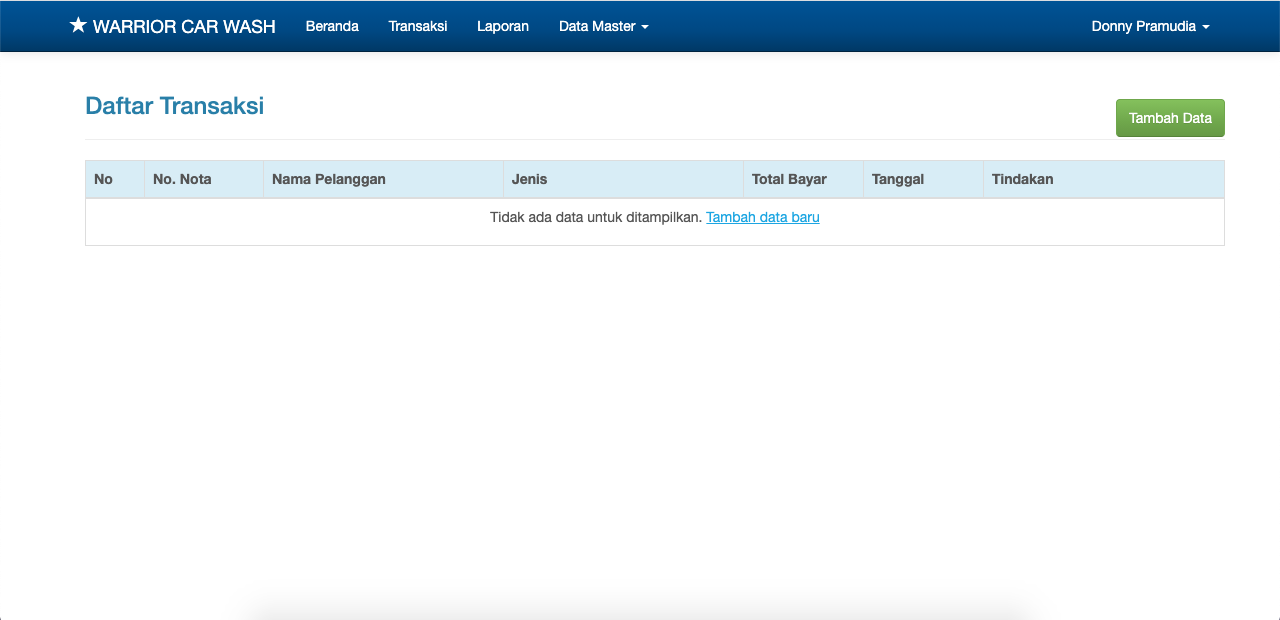 ★ WARRIOR CAR WASH Beranda Transaksi Laporan Data Master Donny Pramudia
Daftar Transaksi
Tambah Data
No No. Nota Nama Pelanggan Jenis Total Bayar Tanggal Tindakan
Tidak ada data untuk ditampilkan. Tambah data baru